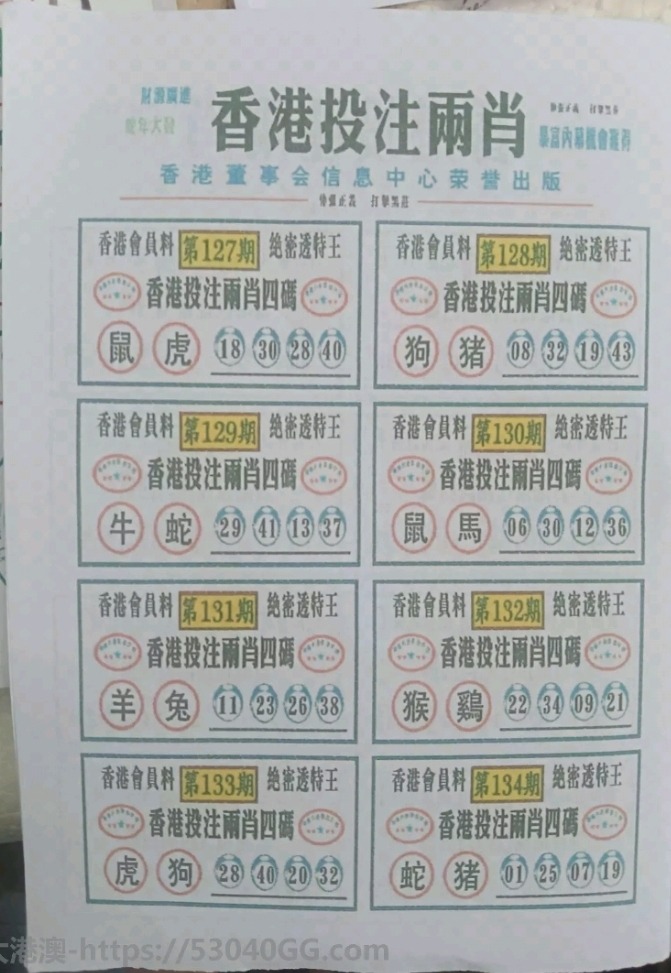 財源廣進
蛇年大發
香港投注兩肖
香港董事会信息中心荣誉出版
香港會員料 第127期 绝密透特王
香港投注兩肖四碼
鼠 虎 18 30 28 40
香港會員料 第128期 绝密透特王
香港投注兩肖四碼
狗 猪 08 32 19 43
香港會員料 第129期 绝密透特王
香港投注兩肖四碼
牛 蛇 29 41 13 37
香港會員料 第130期 绝密透特王
香港投注兩肖四碼
鼠 馬 06 30 12 36
香港會員料 第131期 绝密透特王
香港投注兩肖四碼
羊 兔 11 23 26 38
香港會員料 第132期 绝密透特王
香港投注兩肖四碼
猴 鷄 22 34 09 21
香港會員料 第133期 绝密透特王
香港投注兩肖四碼
虎 狗 28 40 20 32
香港會員料 第134期 绝密透特王
香港投注兩肖四碼
蛇 猪 01 25 07 19
大港澳-https://53040GG.com